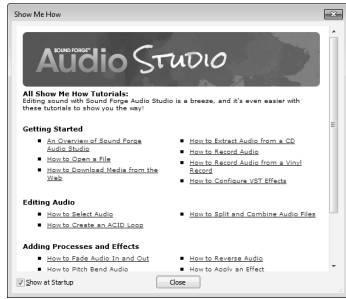 Show Me How
SOUND FORGE™
Audio STUDIO
All Show Me How Tutorials:
Editing sound with Sound Forge Audio Studio is a breeze, and it's even easier with
these tutorials to show you the way!
Getting Started
An Overview of Sound Forge
Audio Studio
How to Open a File
How to Download Media from the
Web
How to Extract Audio from a CD
How to Record Audio
How to Record Audio from a Vinyl
Record
How to Configure VST Effects
Editing Audio
How to Select Audio
How to Create an ACID Loop
How to Split and Combine Audio Files
Adding Processes and Effects
How to Fade Audio In and Out
How to Pitch Bend Audio
How to Reverse Audio
How to Apply an Effect
Show at Startup
Close